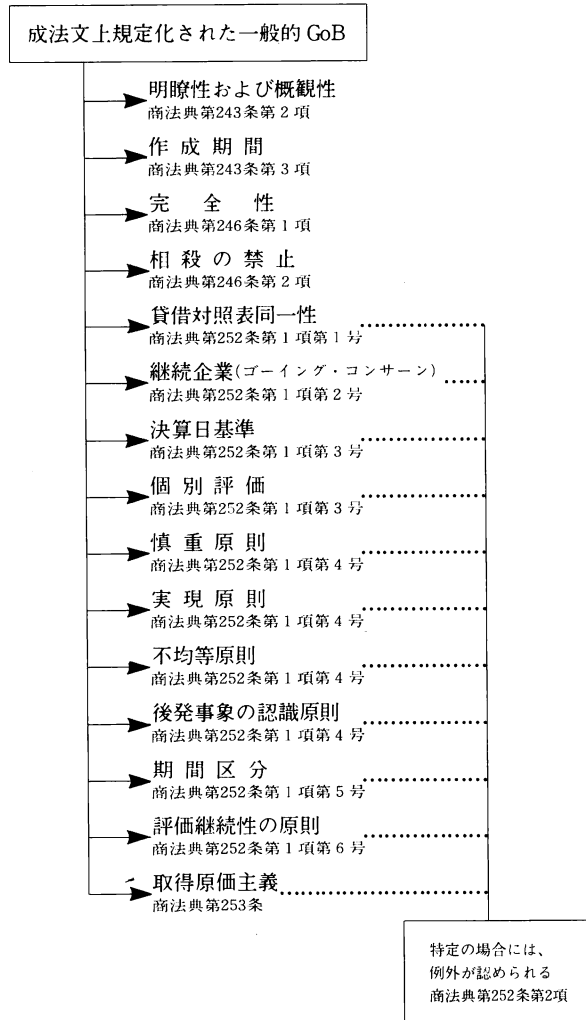 成法文上規定化された一般的GoB
明瞭性および概観性
商法典第243条第2項
作成期間
商法典第243条第3項
完全性
商法典第246条第1項
相殺の禁止
商法典第246条第2項
貸借対照表同一性
商法典第252条第1項第1号
継続企業(ゴーイング・コンサーン)
商法典第252条第1項第2号
決算日基準
商法典第252条第1項第3号
個別評価
商法典第252条第1項第3号
慎重原則
商法典第252条第1項第4号
実現原則
商法典第252条第1項第4号
不均等原則
商法典第252条第1項第4号
後発事象の認識原則
商法典第252条第1項第4号
期間区分
商法典第252条第1項第5号
評価継続性の原則
商法典第252条第1項第6号
取得原価主義
商法典第253条
特定の場合には、
例外が認められる
商法典第252条第2項